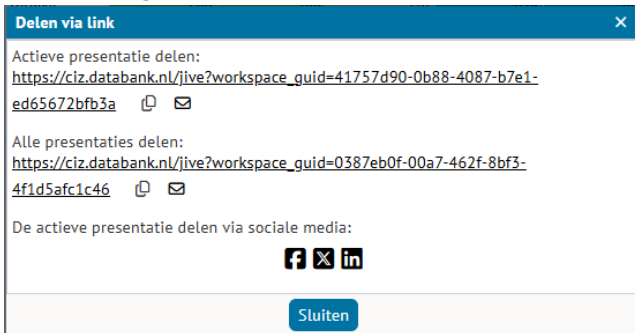 Delen via link
Actieve presentatie delen:
https://ciz.databank.nl/jive?workspace_guid=41757d90-0b88-4087-b7e1-
ed65672bfb3a
Alle presentaties delen:
https://ciz.databank.nl/jive?workspace_guid=0387eb0f-00a7-462f-8bf3-
4f1d5afc1c46
De actieve presentatie delen via sociale media:
Sluiten